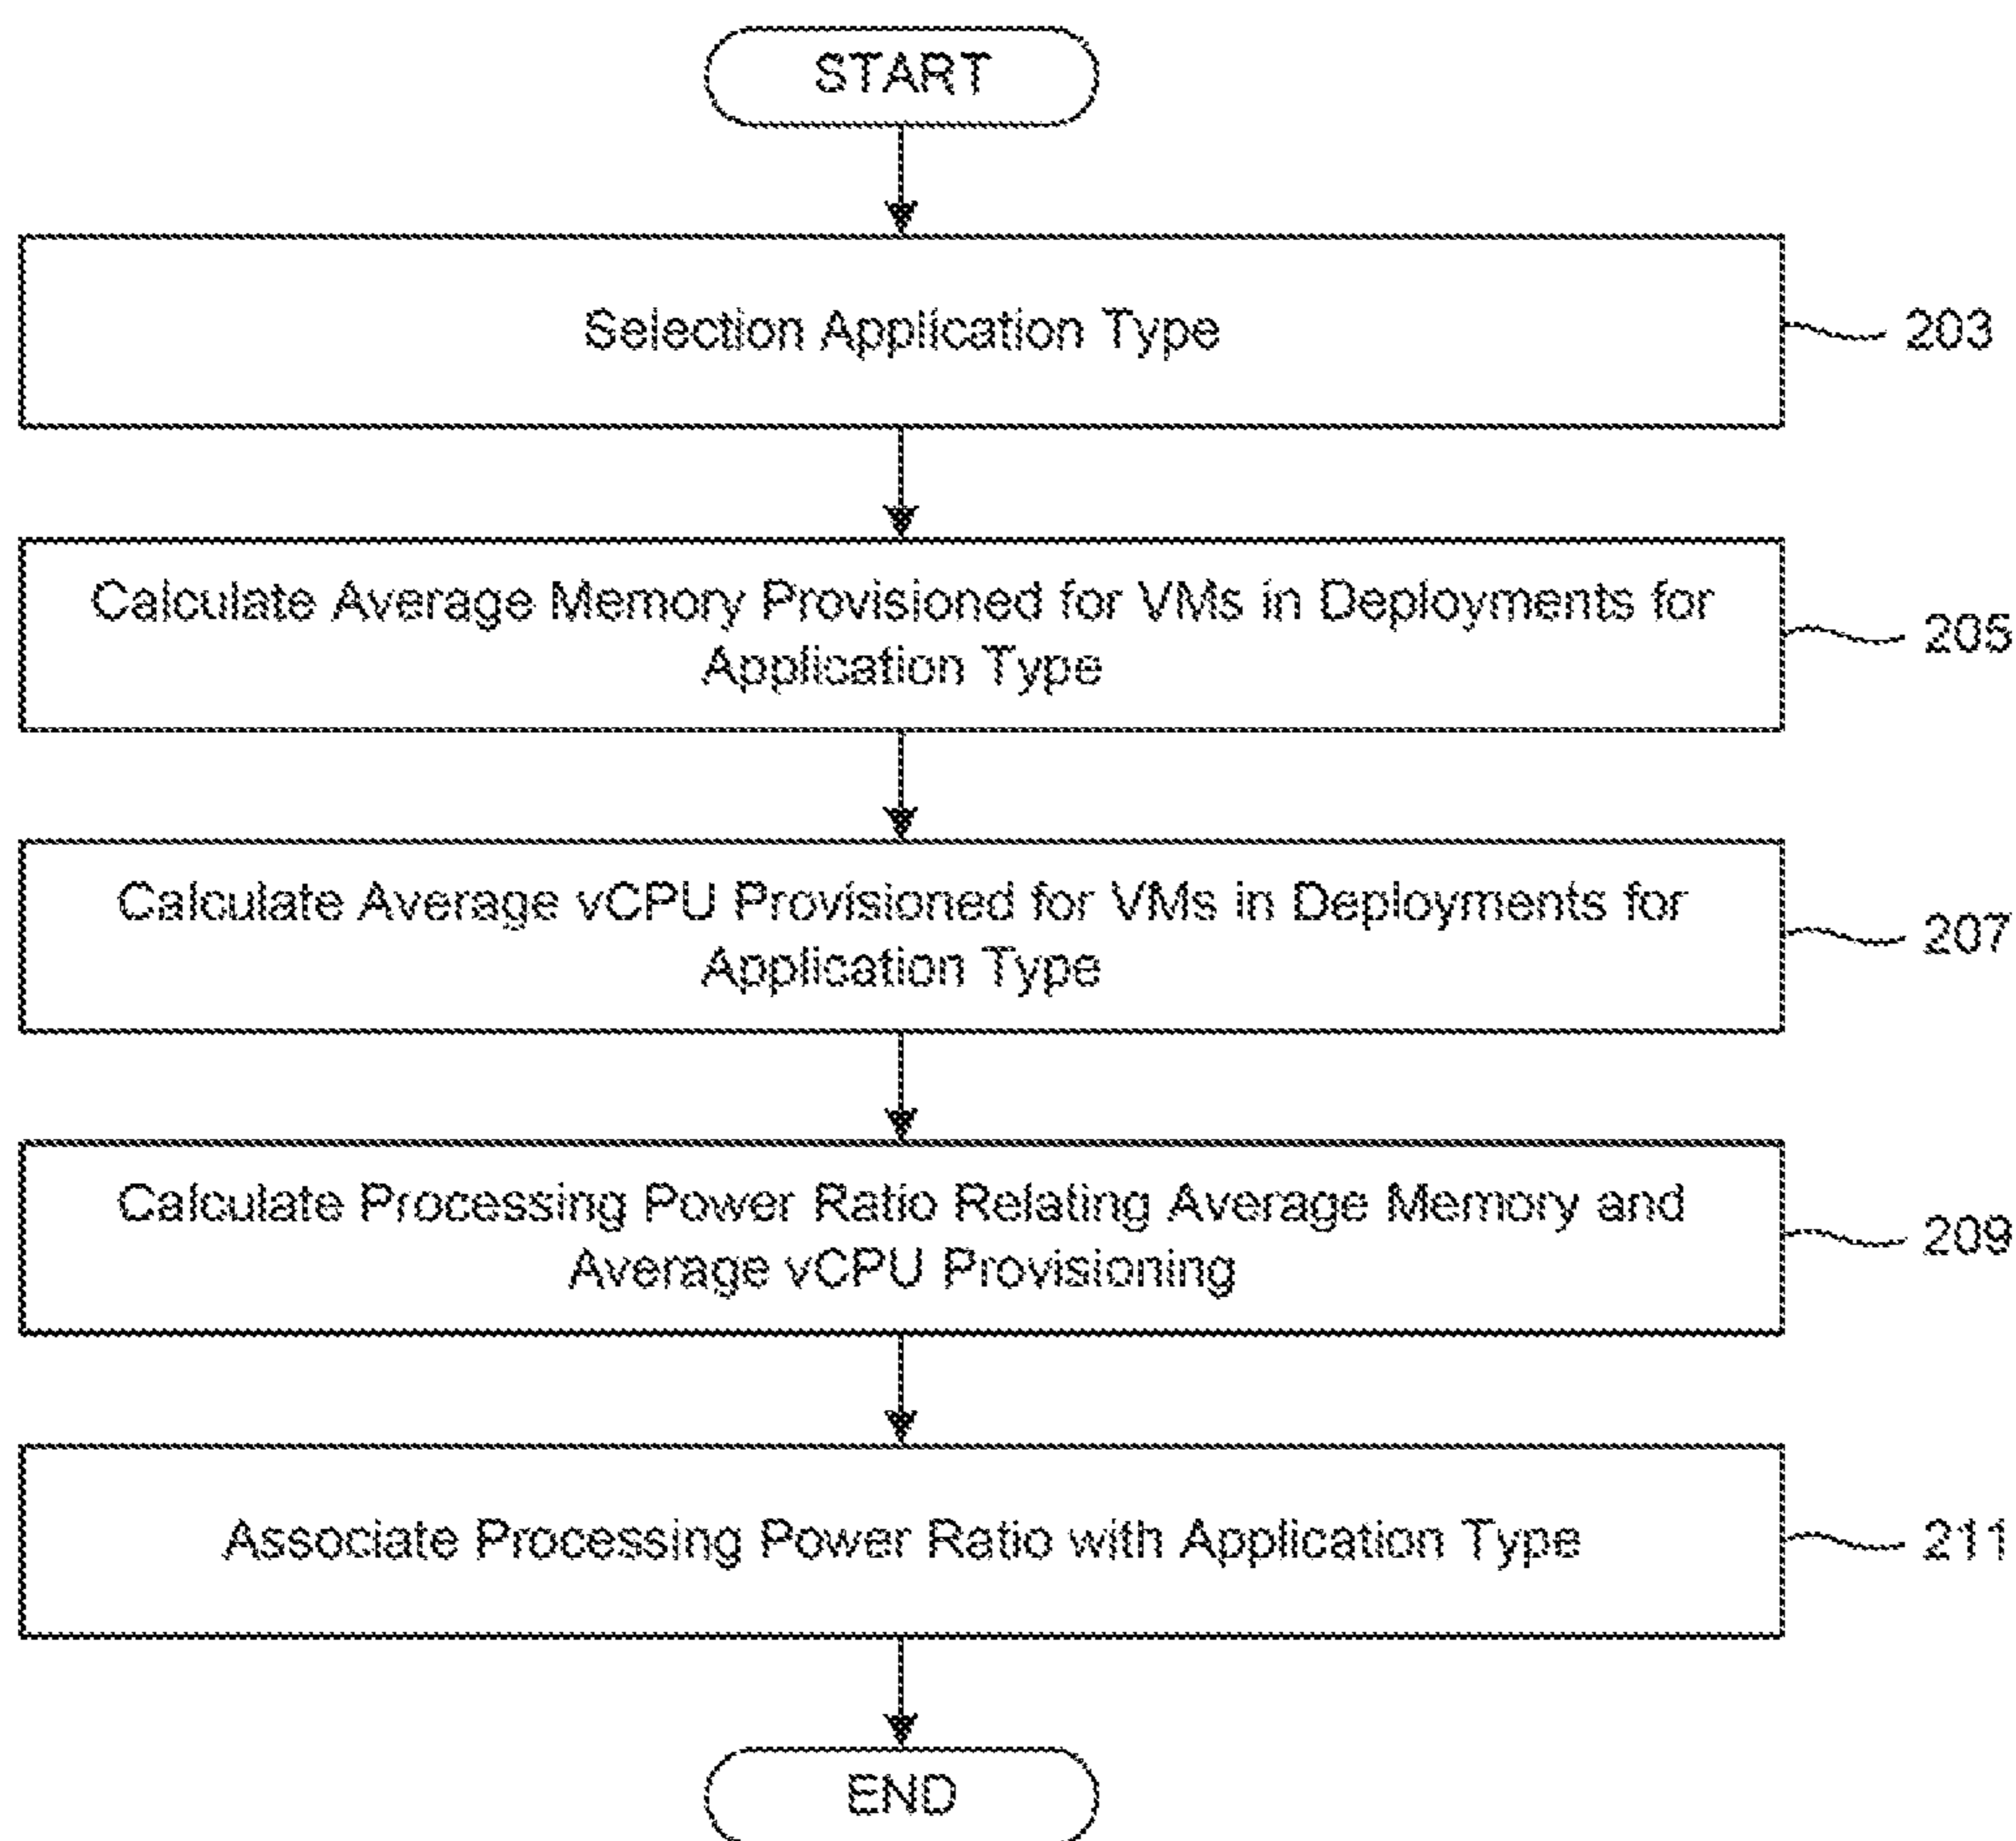 START
Selection Application Type
203
Calculate Average Memory Provisioned for VMs in Deployments for
Application Type
205
Calculate Average vCPU Provisioned for VMs in Deployments for
Application Type
207
Calculate Processing Power Ratio Relating Average Memory and
Average vCPU Provisioning
209
Associate Processing Power Ratio with Application Type
211
END